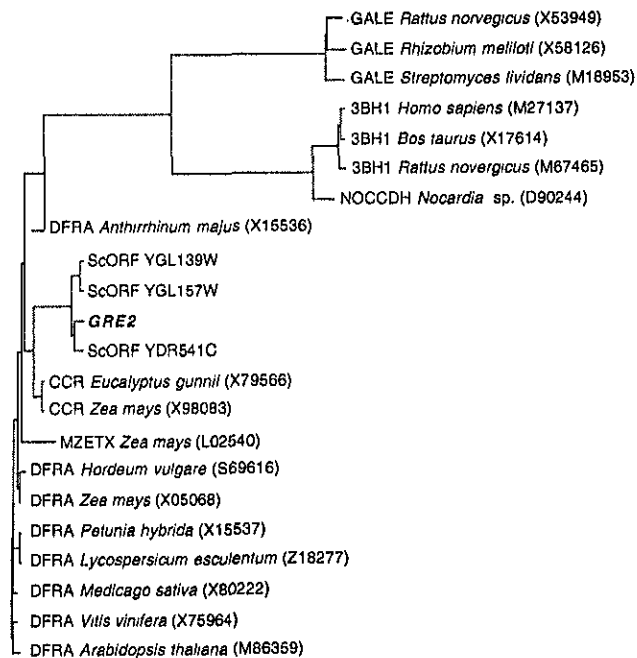 GALE Rattus norvegicus (X53949)
GALE Rhizobium meliloti (X58126)
GALE Streptomyces lividans (M18953)
3BH1 Homo sapiens (M27137)
3BH1 Bos taurus (X17614)
3BH1 Rattus novergicus (M67465)
NOCCDH Nocardia sp. (D90244)
DFRA Anthirrhinum majus (X15536)
ScORF YGL139W
ScORF YGL157W
GRE2
ScORF YDR541C
CCR Eucalyptus gunnii (X79566)
CCR Zea mays (X98083)
MZETX Zea mays (L02540)
DFRA Hordeum vulgare (S69616)
DFRA Zea mays (X05068)
DFRA Petunia hybrida (X15537)
DFRA Lycospersicum esculentum (Z18277)
DFRA Medicago sativa (X80222)
DFRA Vitis vinifera (X75964)
DFRA Arabidopsis thaliana (M86359)